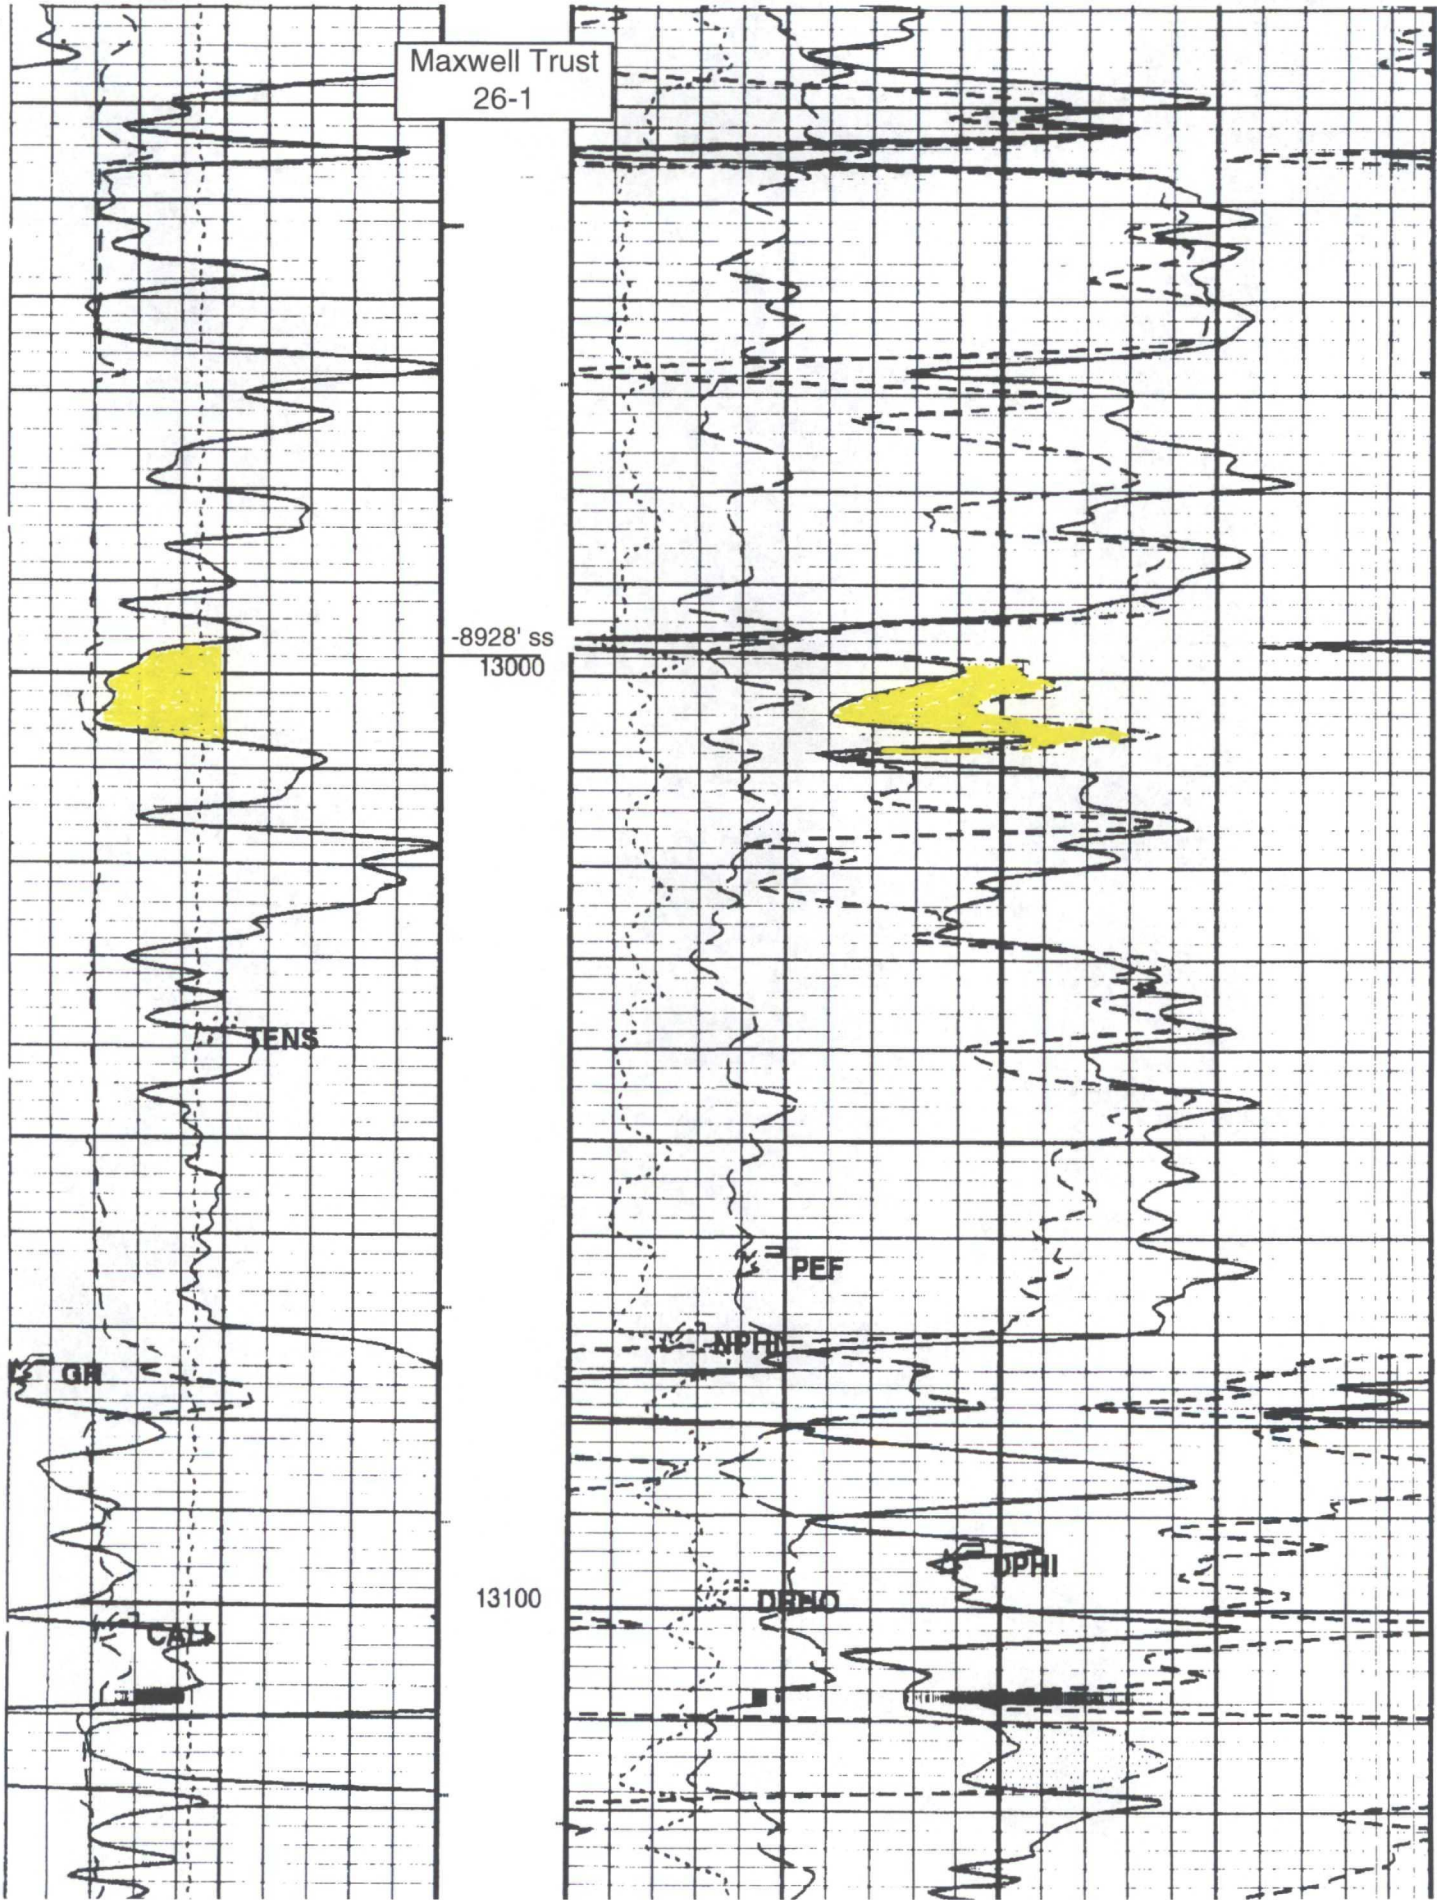 Maxwell Trust
26-1
-8928' ss
13000
TENS
PEF
NPHI
GR
DPHI
13100
DRHO
CALI